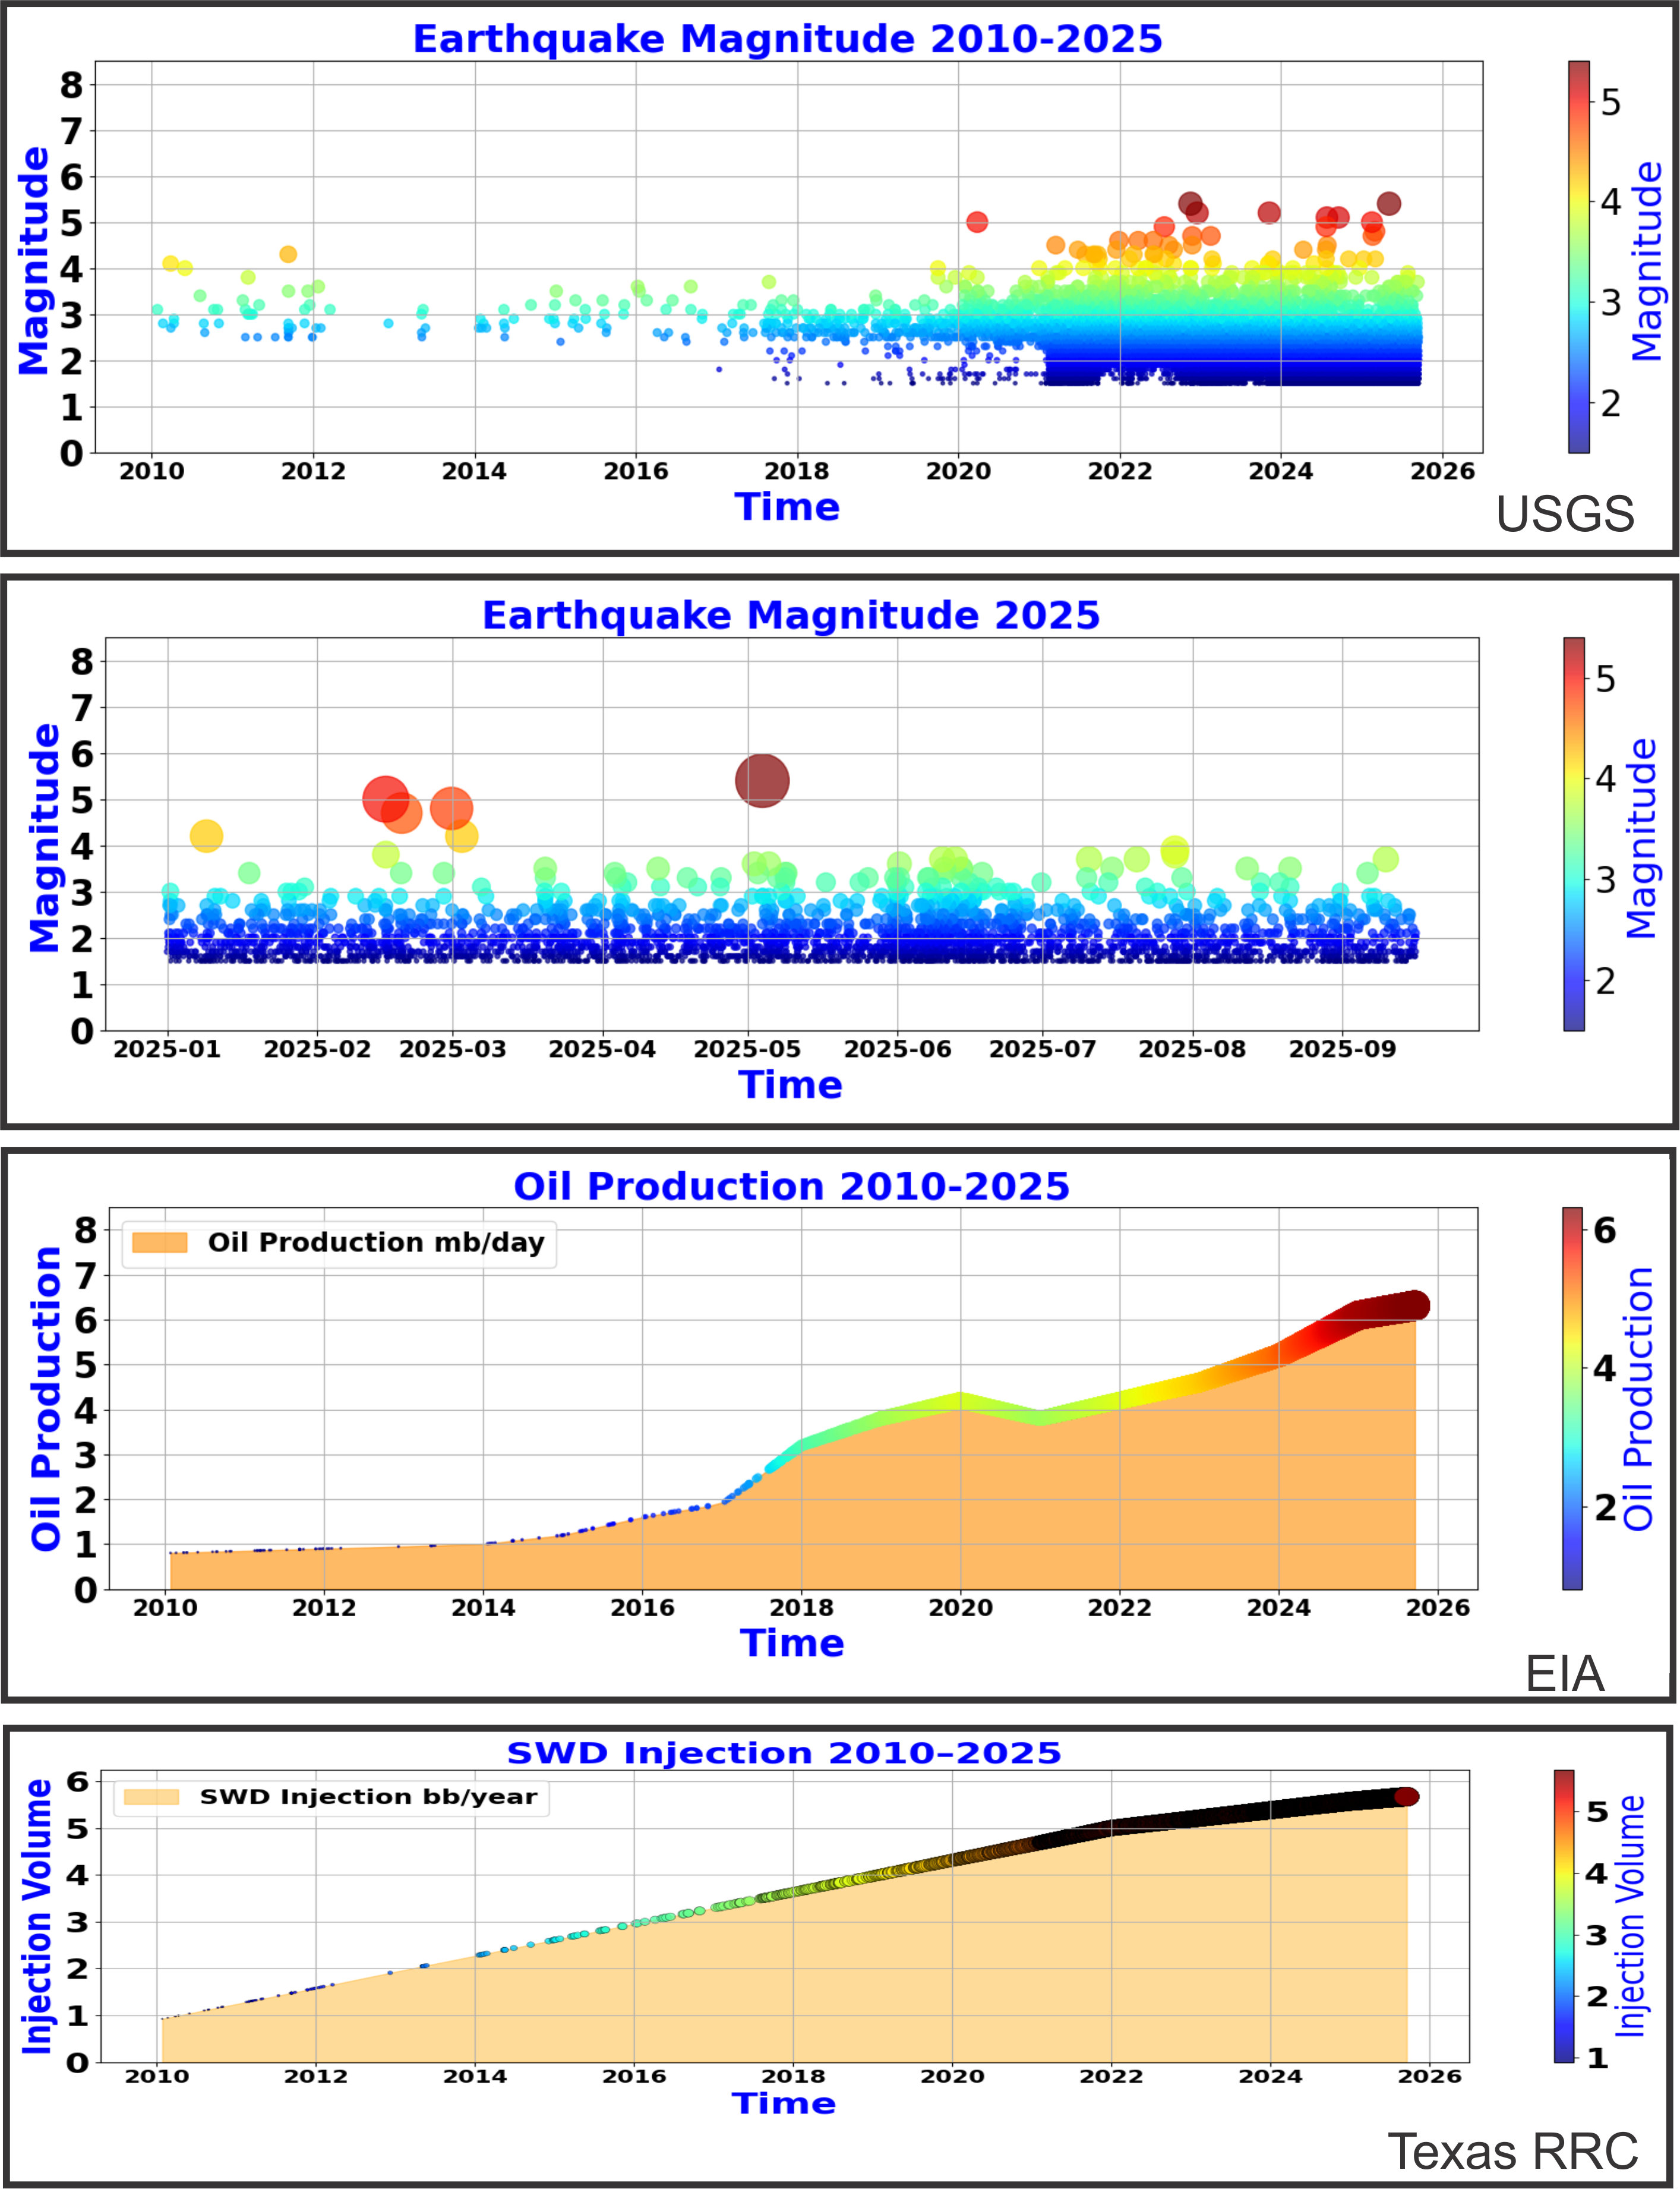 Earthquake Magnitude 2010-2025
8
7
6
5
4
3
2
1
0
Magnitude
2010 2012 2014 2016 2018 2020 2022 2024 2026
Time
5
4
3
2
Magnitude
USGS
Earthquake Magnitude 2025
8
7
6
5
4
3
2
1
0
Magnitude
2025-01 2025-02 2025-03 2025-04 2025-05 2025-06 2025-07 2025-08 2025-09
Time
5
4
3
2
Magnitude
Oil Production 2010-2025
Oil Production mb/day
8
7
6
5
4
3
2
1
0
Oil Production
2010 2012 2014 2016 2018 2020 2022 2024 2026
Time
6
4
2
Oil Production
EIA
SWD Injection 2010–2025
SWD Injection bb/year
6
5
4
3
2
1
0
Injection Volume
2010 2012 2014 2016 2018 2020 2022 2024 2026
Time
5
4
3
2
1
Injection Volume
Texas RRC